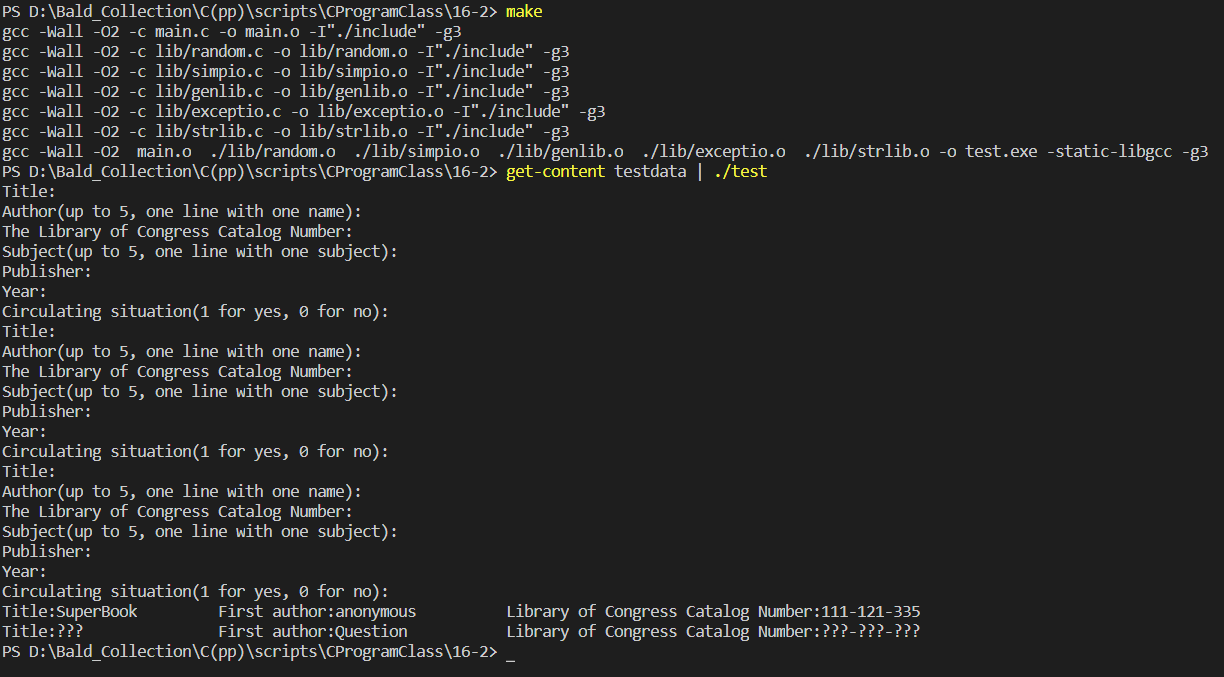 PS D:\Bald_Collection\C(pp)\scripts\CProgramClass\16-2> make
gcc -Wall -O2 -c main.c -o main.o -I"./include" -g3
gcc -Wall -O2 -c lib/random.c -o lib/random.o -I"./include" -g3
gcc -Wall -O2 -c lib/simpio.c -o lib/simpio.o -I"./include" -g3
gcc -Wall -O2 -c lib/genlib.c -o lib/genlib.o -I"./include" -g3
gcc -Wall -O2 -c lib/exceptio.c -o lib/exceptio.o -I"./include" -g3
gcc -Wall -O2 -c lib/strlib.c -o lib/strlib.o -I"./include" -g3
gcc -Wall -O2  main.o  ./lib/random.o  ./lib/simpio.o  ./lib/genlib.o  ./lib/exceptio.o  ./lib/strlib.o -o test.exe -static-libgcc -g3
PS D:\Bald_Collection\C(pp)\scripts\CProgramClass\16-2> get-content testdata | ./test
Title:
Author(up to 5, one line with one name):
The Library of Congress Catalog Number:
Subject(up to 5, one line with one subject):
Publisher:
Year:
Circulating situation(1 for yes, 0 for no):
Title:
Author(up to 5, one line with one name):
The Library of Congress Catalog Number:
Subject(up to 5, one line with one subject):
Publisher:
Year:
Circulating situation(1 for yes, 0 for no):
Title:
Author(up to 5, one line with one name):
The Library of Congress Catalog Number:
Subject(up to 5, one line with one subject):
Publisher:
Year:
Circulating situation(1 for yes, 0 for no):
Title:SuperBook         First author:anonymous          Library of Congress Catalog Number:111-121-335
Title:???               First author:Question           Library of Congress Catalog Number:???-???-???
PS D:\Bald_Collection\C(pp)\scripts\CProgramClass\16-2> _